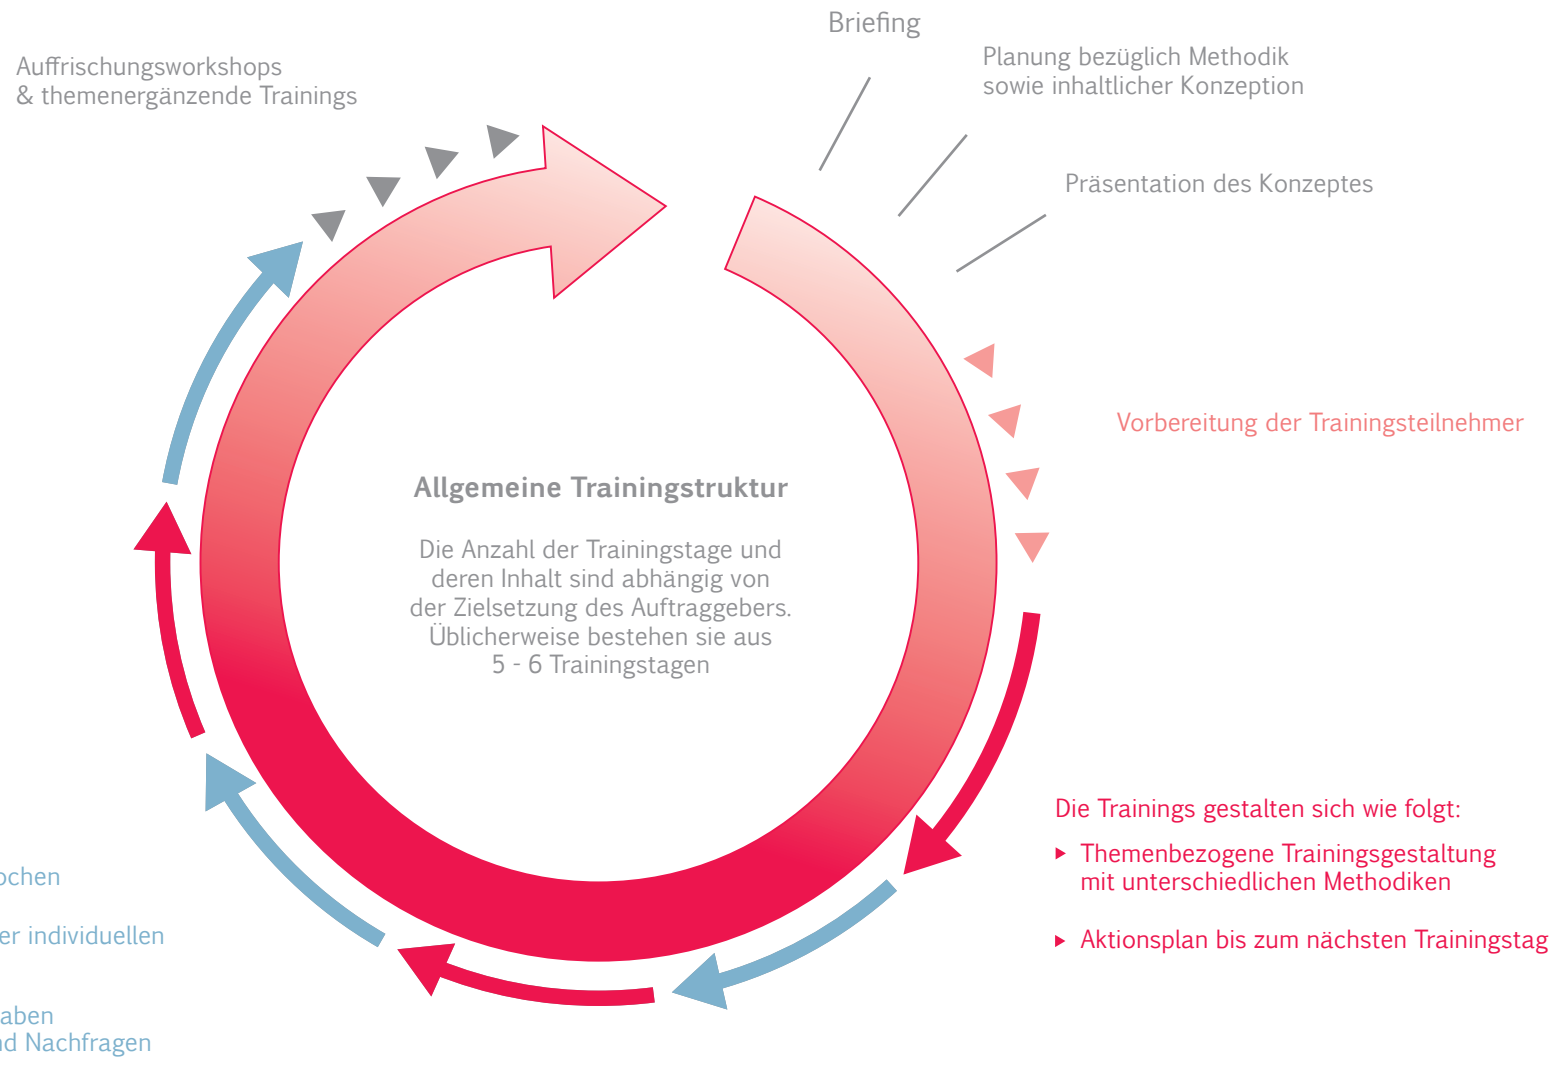 Briefing
Planung bezüglich Methodik
sowie inhaltlicher Konzeption
Präsentation des Konzeptes
Auffrischungsworkshops
& themenergänzende Trainings
Vorbereitung der Trainingsteilnehmer
Allgemeine Trainingstruktur
Die Anzahl der Trainingstage und
deren Inhalt sind abhängig von
der Zielsetzung des Auftraggebers.
Üblicherweise bestehen sie aus
5 - 6 Trainingstagen
Die Trainings gestalten sich wie folgt:
Themenbezogene Trainingsgestaltung
mit unterschiedlichen Methodiken
Aktionsplan bis zum nächsten Trainingstag
ochen
er individuellen
aben
nd Nachfragen